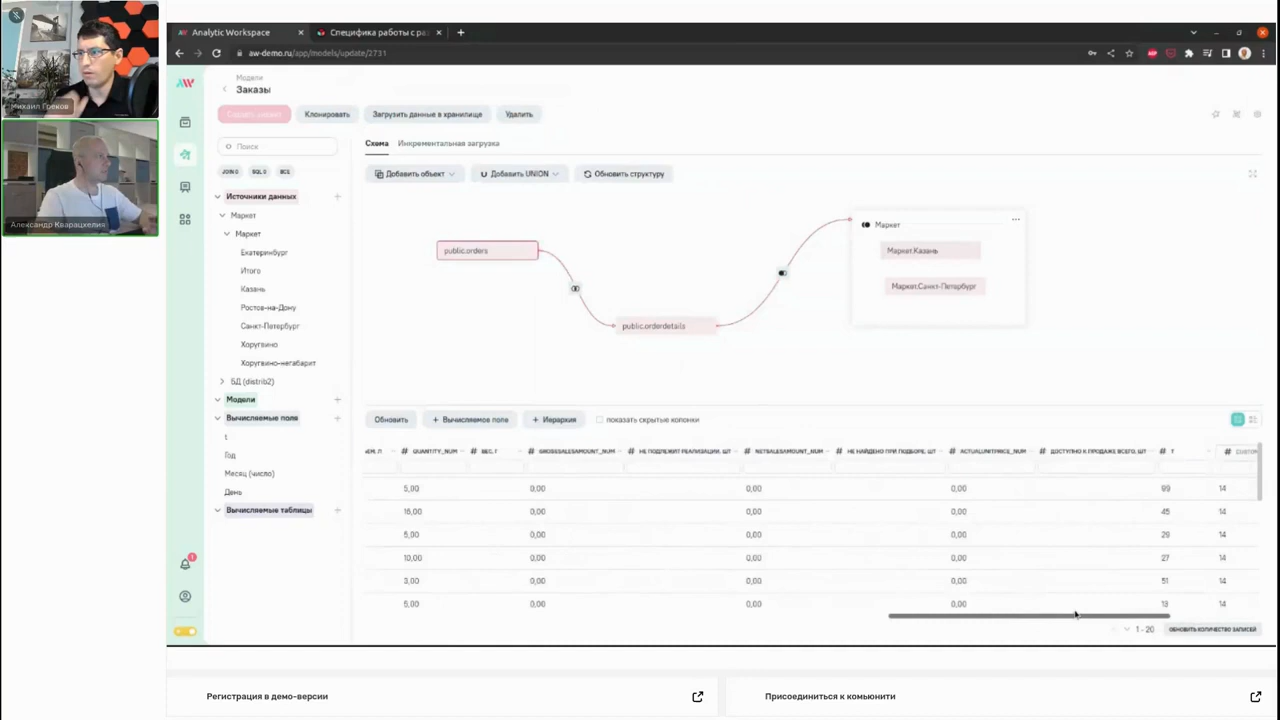 Михаил Греков
Александр Кварацхелия
Analytic Workspace
Специфика работы с ра
aw-demo.ru/app/models/update/2731
Модели
Заказы
Клонировать
Загрузить данные в хранилище
Удалить
Поиск
JOIN 0
SQL 0
ВСЕ
Источники данных
Маркет
Маркет
Екатеринбург
Итого
Казань
Ростов-на-Дону
Санкт-Петербург
Хоругвино
Хоругвино-негабарит
БД (distrib2)
Модели
Вычисляемые поля
t
Год
Месяц (число)
День
Вычисляемые таблицы
Схема
Инкрементальная загрузка
Добавить объект
Добавить UNION
Обновить структуру
public.orders
public.orderdetails
Маркет
Маркет.Казань
Маркет.Санкт-Петербург
Обновить
+ Вычисляемое поле
+ Иерархия
показать скрытые колонки
# QUANTITY_NUM # ВЕС, Г # GROSSSALESAMOUNT_NUM # НЕ ПОДЛЕЖИТ РЕАЛИЗАЦИИ, ШТ # NETSALESAMOUNT_NUM # НЕ НАЙДЕНО ПРИ ПОДБОРЕ, ШТ # ACTUALUNITPRICE_NUM # ДОСТУПНО К ПРОДАЖЕ ВСЕГО, ШТ # T #
5,00 0,00 0,00 0,00 99 14
16,00 0,00 0,00 0,00 45 14
5,00 0,00 0,00 0,00 29 14
10,00 0,00 0,00 0,00 27 14
3,00 0,00 0,00 0,00 51 14
5,00 0,00 0,00 0,00 13 14
1 - 20
ОБНОВИТЬ КОЛИЧЕСТВО ЗАПИСЕЙ
Регистрация в демо-версии
Присоединиться к комьюнити